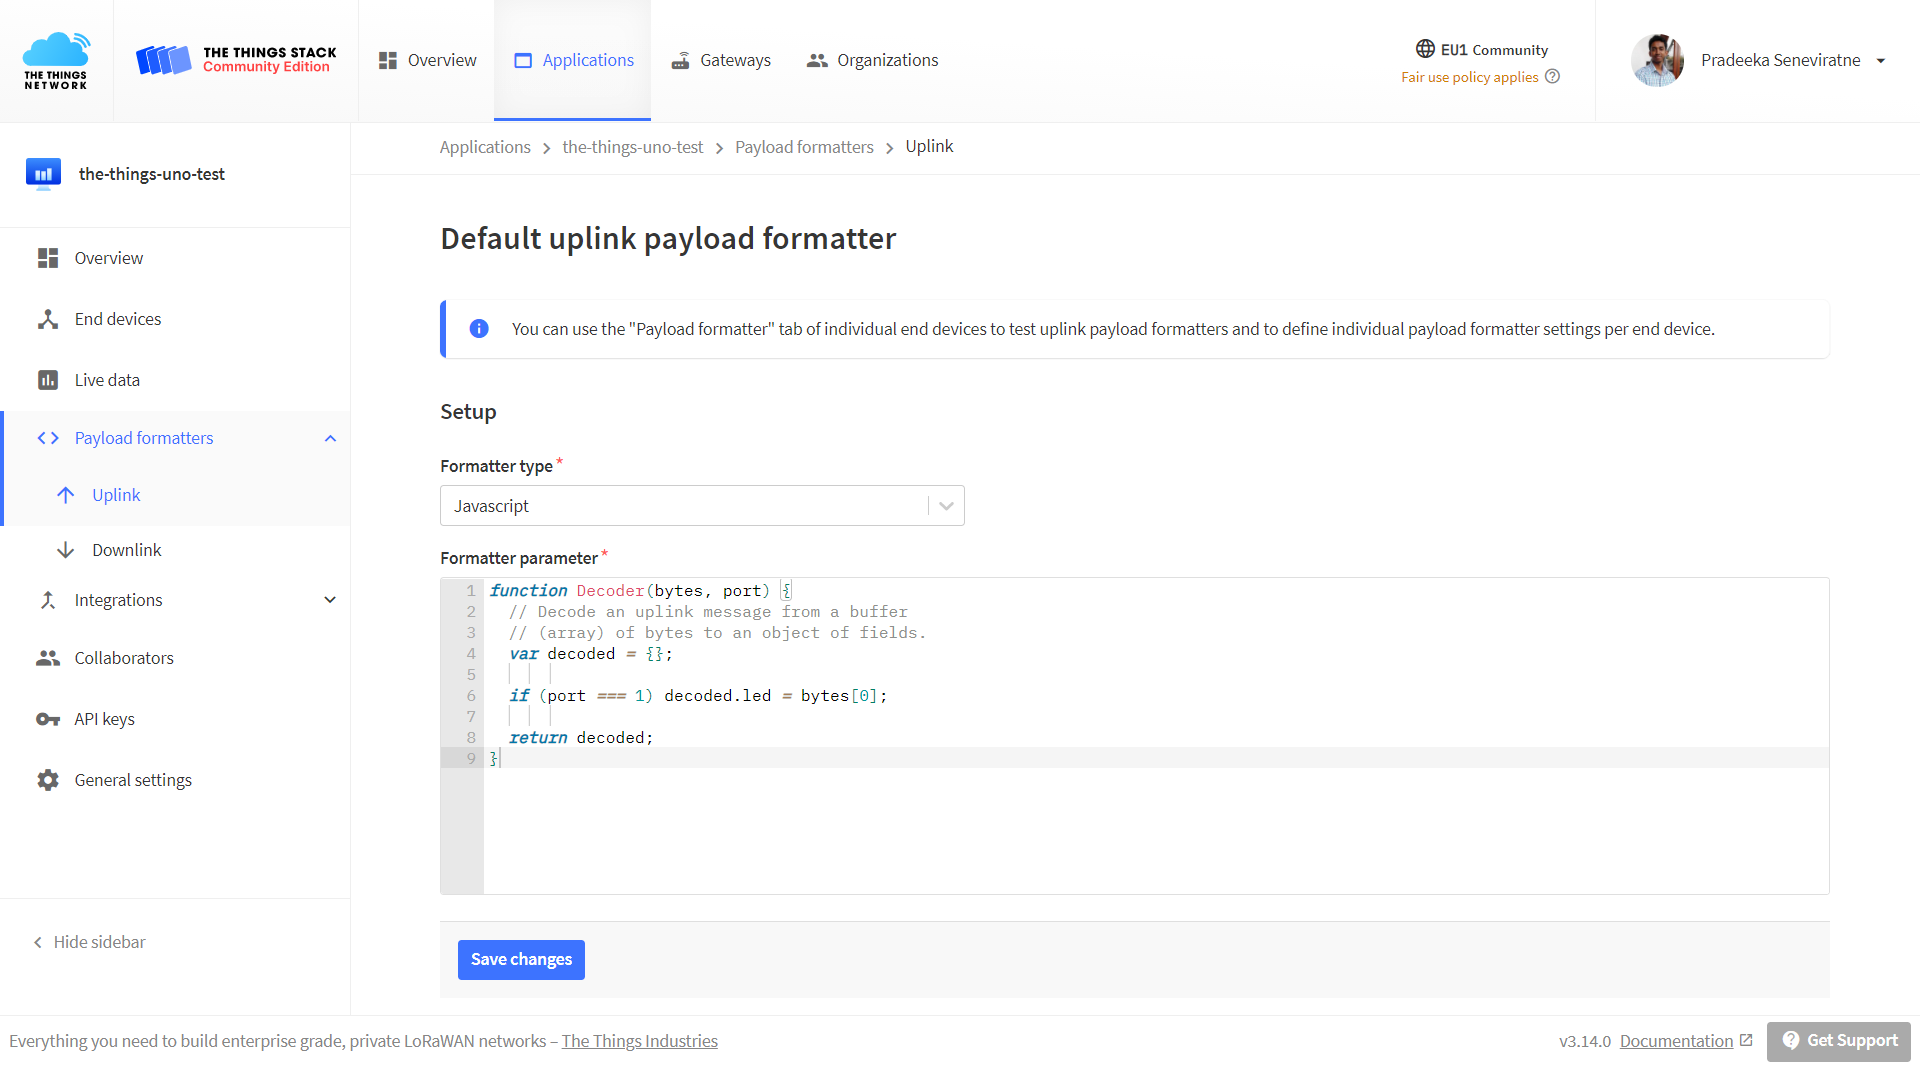 THE THINGS
NETWORK
THE THINGS STACK
Community Edition
Overview
Applications
Gateways
Organizations
EU1 Community
Fair use policy applies
Pradeeka Seneviratne
the-things-uno-test
Applications > the-things-uno-test > Payload formatters > Uplink
Overview
End devices
Live data
Payload formatters
Uplink
Downlink
Integrations
Collaborators
API keys
General settings
Hide sidebar
Default uplink payload formatter
You can use the "Payload formatter" tab of individual end devices to test uplink payload formatters and to define individual payload formatter settings per end device.
Setup
Formatter type *
Javascript
Formatter parameter *
1 function Decoder(bytes, port) {
2   // Decode an uplink message from a buffer
3   // (array) of bytes to an object of fields.
4   var decoded = {};
5
6   if (port === 1) decoded.led = bytes[0];
7
8   return decoded;
9 }
Save changes
Everything you need to build enterprise grade, private LoRaWAN networks – The Things Industries
v3.14.0 Documentation
Get Support